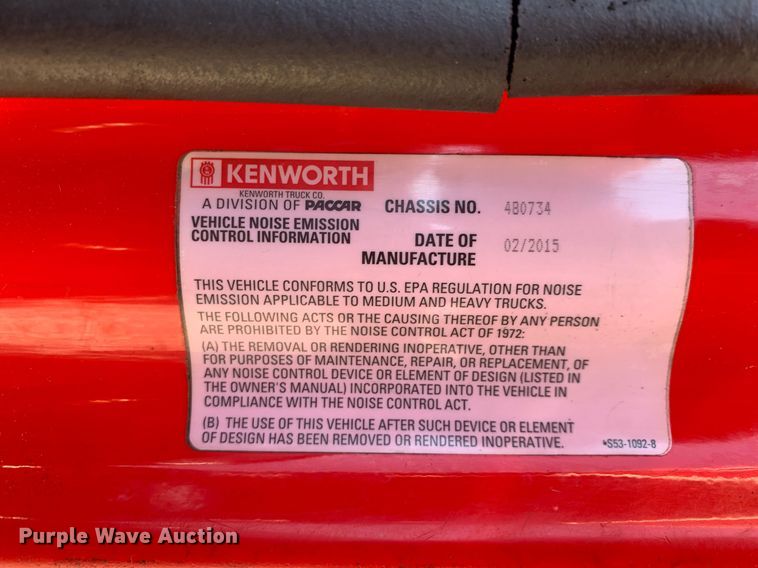 KENWORTH
KENWORTH TRUCK CO.
A DIVISION OF PACCAR
VEHICLE NOISE EMISSION
CONTROL INFORMATION
CHASSIS NO. 4B0734
DATE OF
MANUFACTURE 02/2015
THIS VEHICLE CONFORMS TO U.S. EPA REGULATION FOR NOISE
EMISSION APPLICABLE TO MEDIUM AND HEAVY TRUCKS.
THE FOLLOWING ACTS OR THE CAUSING THEREOF BY ANY PERSON
ARE PROHIBITED BY THE NOISE CONTROL ACT OF 1972:
(A) THE REMOVAL OR RENDERING INOPERATIVE, OTHER THAN
FOR PURPOSES OF MAINTENANCE, REPAIR, OR REPLACEMENT, OF
ANY NOISE CONTROL DEVICE OR ELEMENT OF DESIGN (LISTED IN
THE OWNER'S MANUAL) INCORPORATED INTO THE VEHICLE IN
COMPLIANCE WITH THE NOISE CONTROL ACT.
(B) THE USE OF THIS VEHICLE AFTER SUCH DEVICE OR ELEMENT
OF DESIGN HAS BEEN REMOVED OR RENDERED INOPERATIVE.
*S53-1092-8
Purple Wave Auction